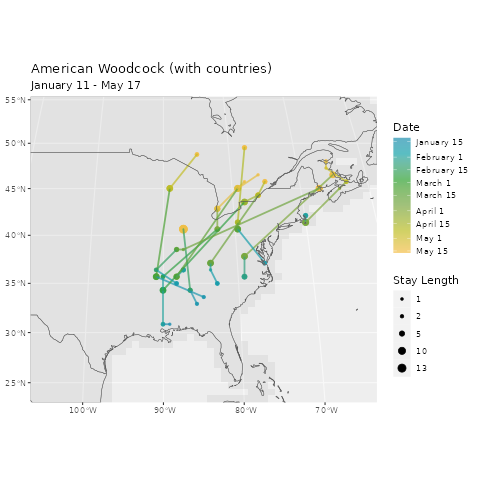 American Woodcock (with countries)
January 11 - May 17
55°N
50°N
45°N
40°N
35°N
30°N
25°N
100°W
90°W
80°W
70°W
Date
January 15
February 1
February 15
March 1
March 15
April 1
April 15
May 1
May 15
Stay Length
1
2
5
10
13